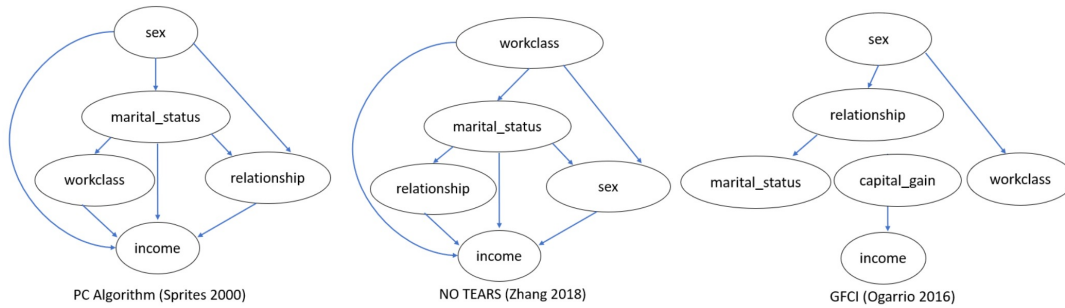 sex
marital_status
workclass
relationship
income
PC Algorithm (Sprites 2000)
workclass
marital_status
relationship
sex
income
NO TEARS (Zhang 2018)
sex
relationship
marital_status
capital_gain
workclass
income
GFCI (Ogarrio 2016)